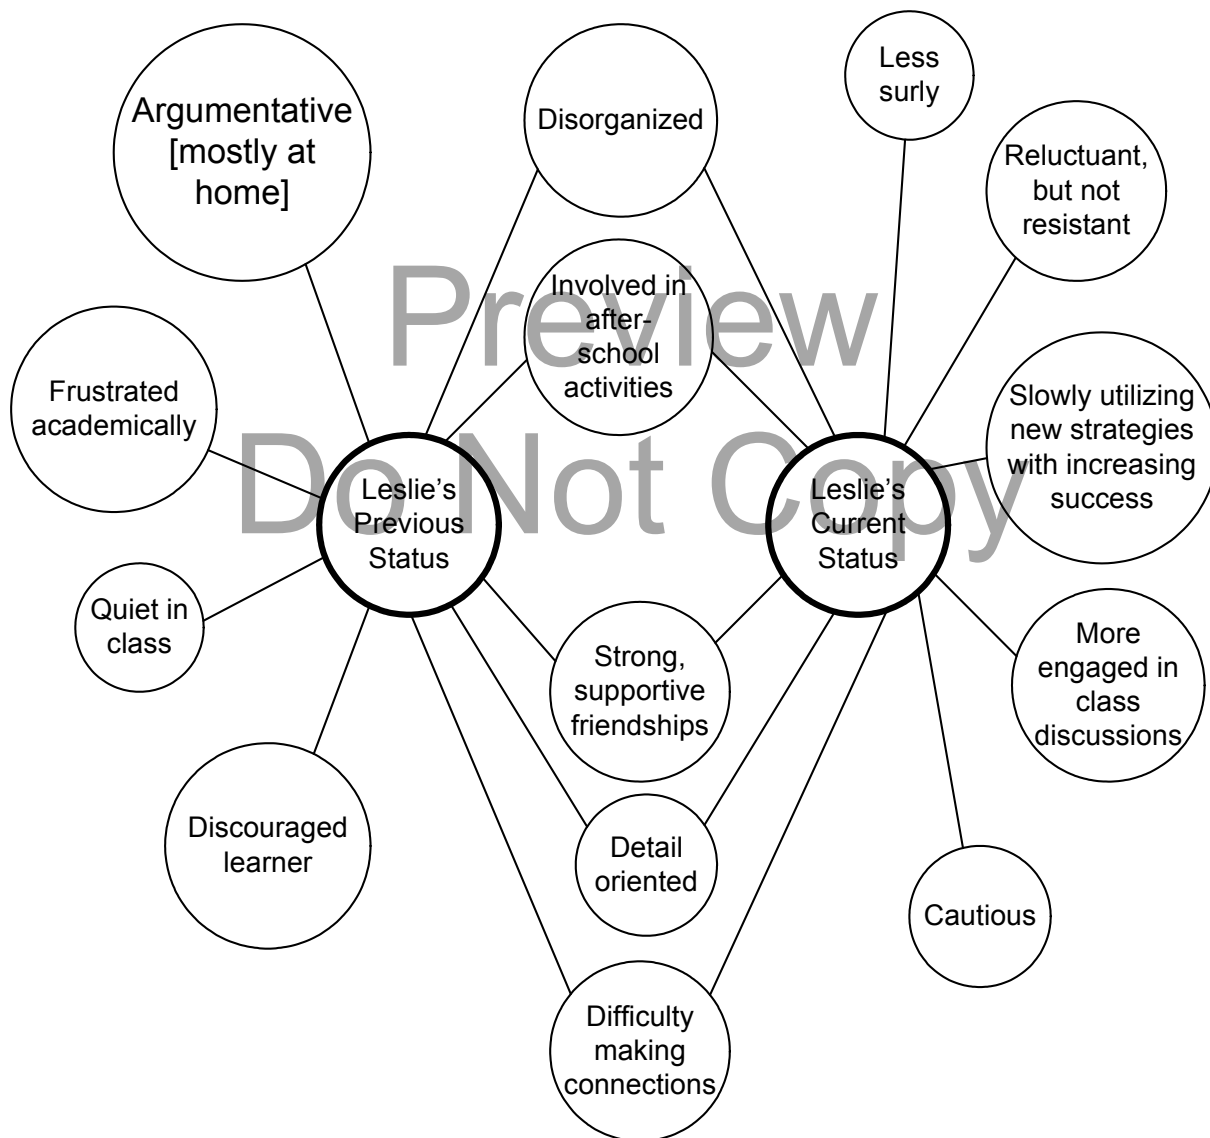 Argumentative
[mostly at
home]
Disorganized
Less
surly
Reluctuant,
but not
resistant
Involved in
after-
school
activities
Preview
Frustrated
academically
Slowly utilizing
new strategies
with increasing
success
Do Not Copy
Leslie's
Previous
Status
Leslie's
Current
Status
Quiet in
class
Strong,
supportive
friendships
More
engaged in
class
discussions
Discouraged
learner
Detail
oriented
Cautious
Difficulty
making
connections